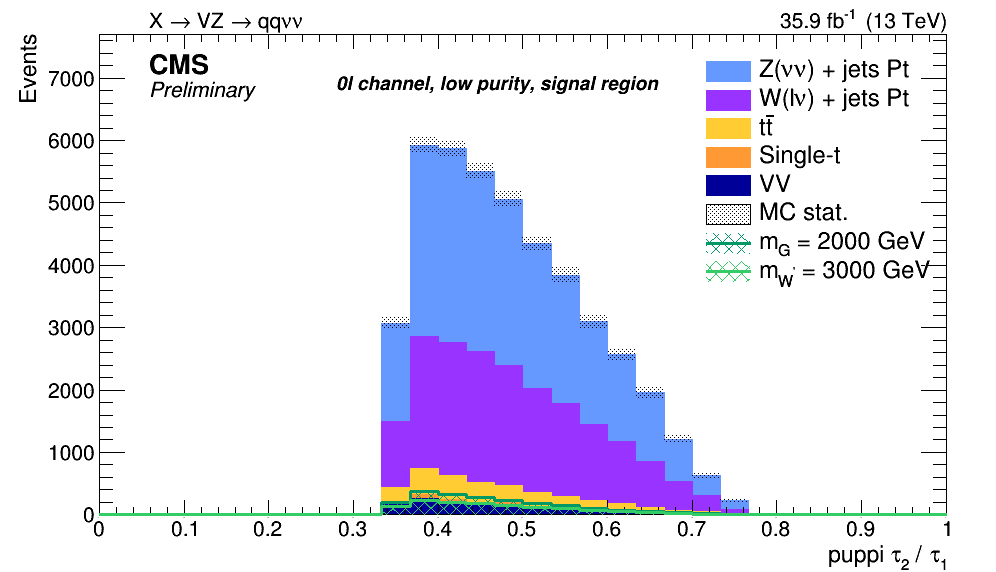 X → VZ → qqνν
35.9 fb⁻¹ (13 TeV)
Events
CMS
Preliminary
0l channel, low purity, signal region
Z(νν) + jets Pt
W(lν) + jets Pt
tt̄
Single-t
VV
MC stat.
m_G = 2000 GeV
m_W' = 3000 GeV
7000
6000
5000
4000
3000
2000
1000
0
0 0.1 0.2 0.3 0.4 0.5 0.6 0.7 0.8 0.9 1
puppi τ₂ / τ₁